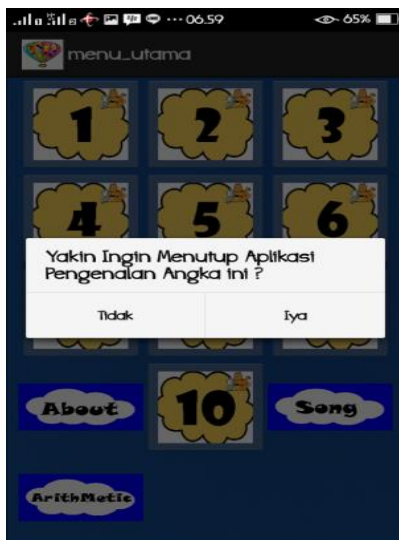 06.59 65%
menu_utama
1 2 3
4 5 6
Yakin Ingin Menutup Aplikasi
Pengenalan Angka ini ?
Tidak Iya
About 10 Song
ArithMetic